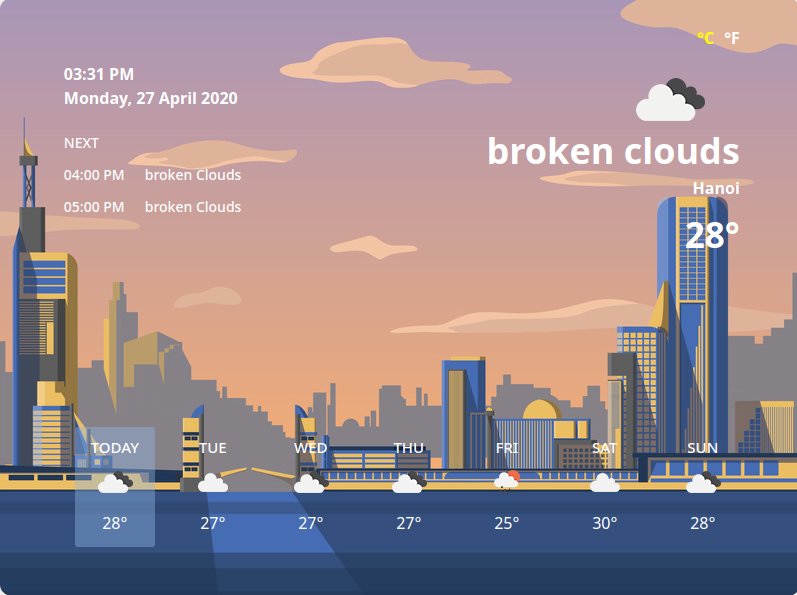 °C °F
03:31 PM
Monday, 27 April 2020
NEXT
04:00 PM broken Clouds
05:00 PM broken Clouds
broken clouds
Hanoi
28°
TODAY TUE WED THU FRI SAT SUN
28° 27° 27° 27° 25° 30° 28°